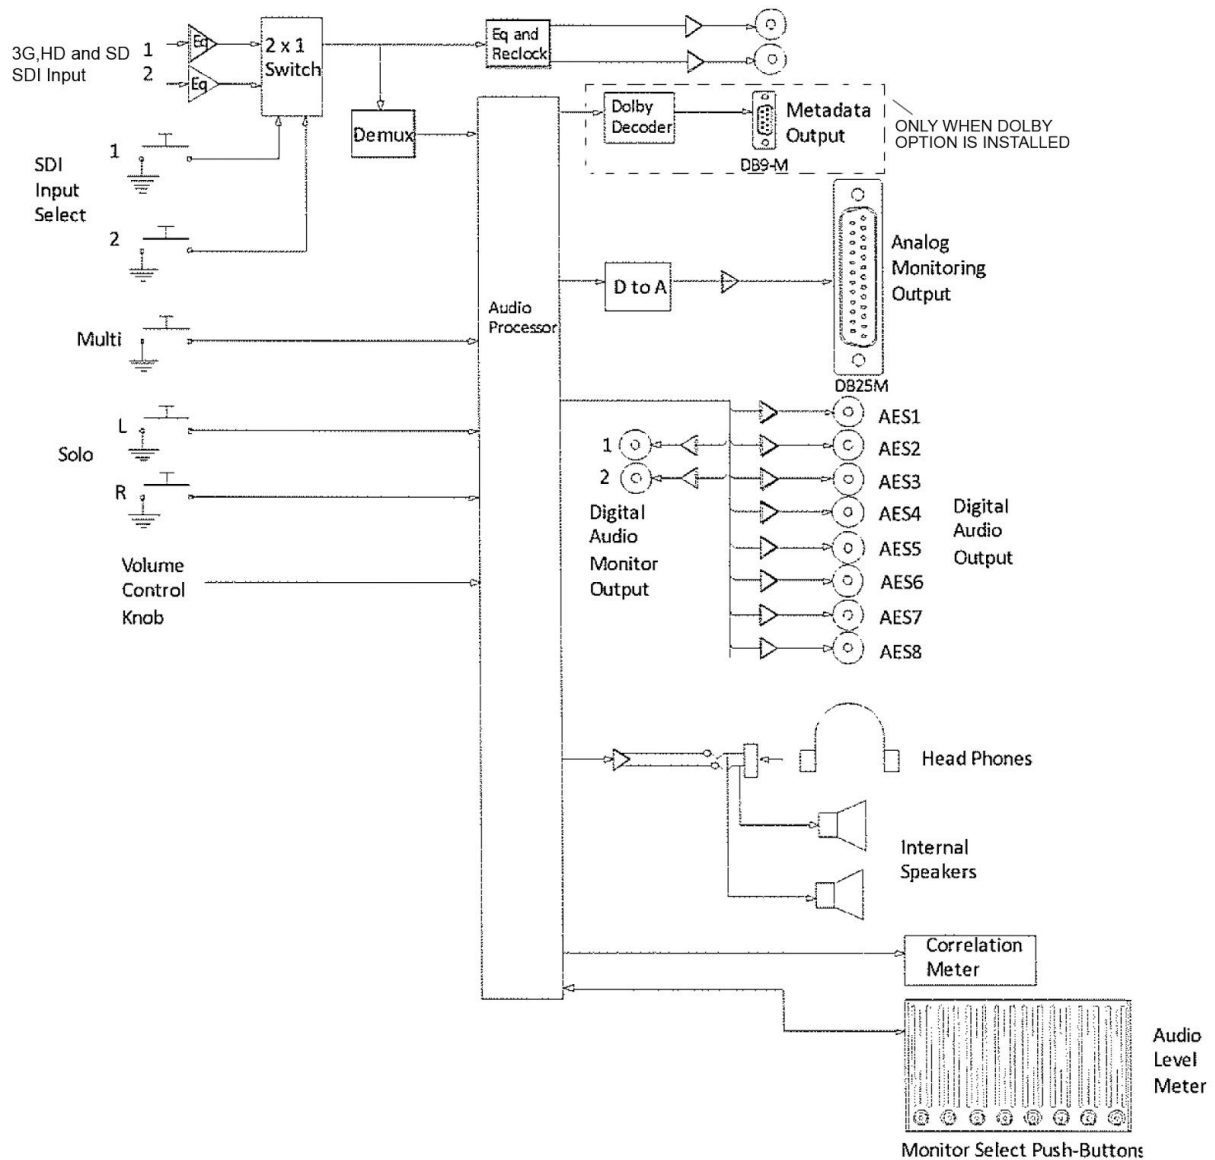 3G,HD and SD 1
SDI Input 2
Eq
Eq
2 x 1
Switch
Eq and
Reclock
Demux
Dolby
Decoder
Metadata
Output
DB9-M
ONLY WHEN DOLBY
OPTION IS INSTALLED
SDI
Input
Select
1
2
D to A
Analog
Monitoring
Output
DB25M
Audio
Processor
Multi
Solo
L
R
Volume
Control
Knob
1
2
Digital
Audio
Monitor
Output
AES1
AES2
AES3
AES4
AES5
AES6
AES7
AES8
Digital
Audio
Output
Head Phones
Internal
Speakers
Correlation
Meter
Audio
Level
Meter
Monitor Select Push-Buttons